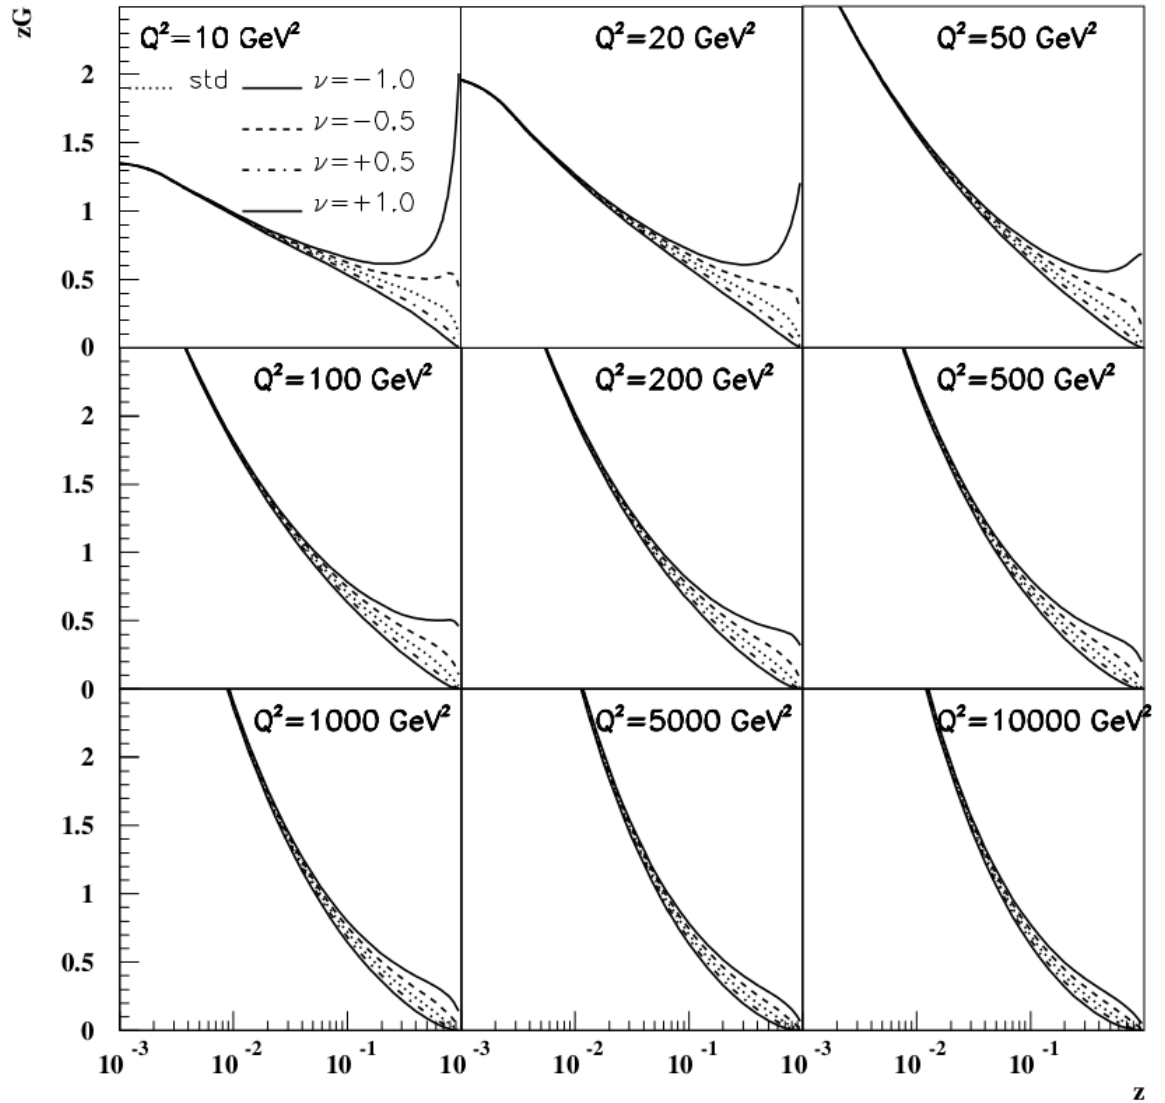 zG
Q²=10 GeV²
Q²=20 GeV²
Q²=50 GeV²
std
ν=−1.0
ν=−0.5
ν=+0.5
ν=+1.0
2
1.5
1
0.5
0
Q²=100 GeV²
Q²=200 GeV²
Q²=500 GeV²
2
1.5
1
0.5
0
Q²=1000 GeV²
Q²=5000 GeV²
Q²=10000 GeV²
2
1.5
1
0.5
0
10⁻³ 10⁻² 10⁻¹ 10⁻³ 10⁻² 10⁻¹ 10⁻³ 10⁻² 10⁻¹
z